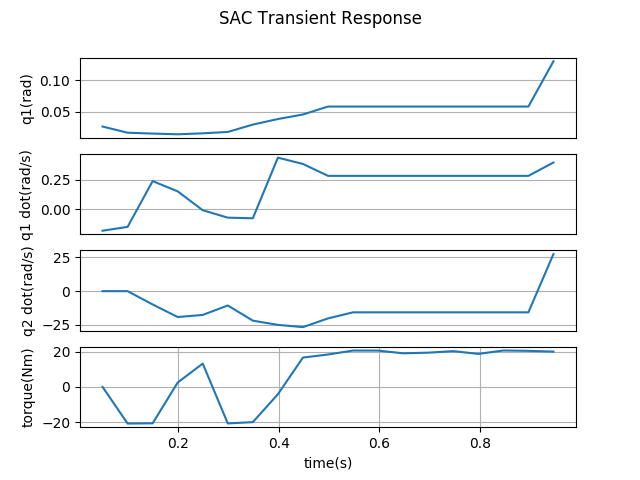 SAC Transient Response
q1(rad)
0.10
0.05
q1 dot(rad/s)
0.25
0.00
q2 dot(rad/s)
25
0
−25
torque(Nm)
20
0
−20
0.2 0.4 0.6 0.8
time(s)